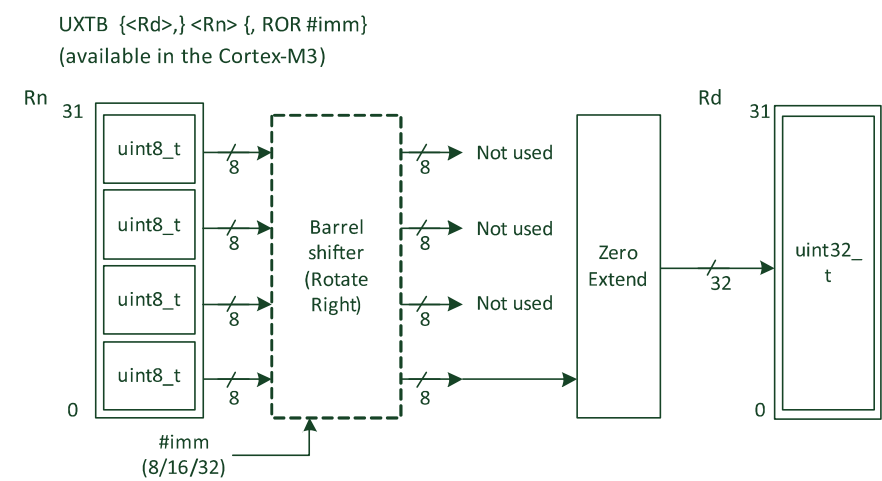 UXTB {<Rd>,} <Rn> {, ROR #imm}
(available in the Cortex-M3)
Rn
31
uint8_t
uint8_t
uint8_t
uint8_t
0
8
8
8
8
Barrel
shifter
(Rotate
Right)
#imm
(8/16/32)
8
8
8
8
Not used
Not used
Not used
Zero
Extend
32
Rd
31
uint32_
t
0